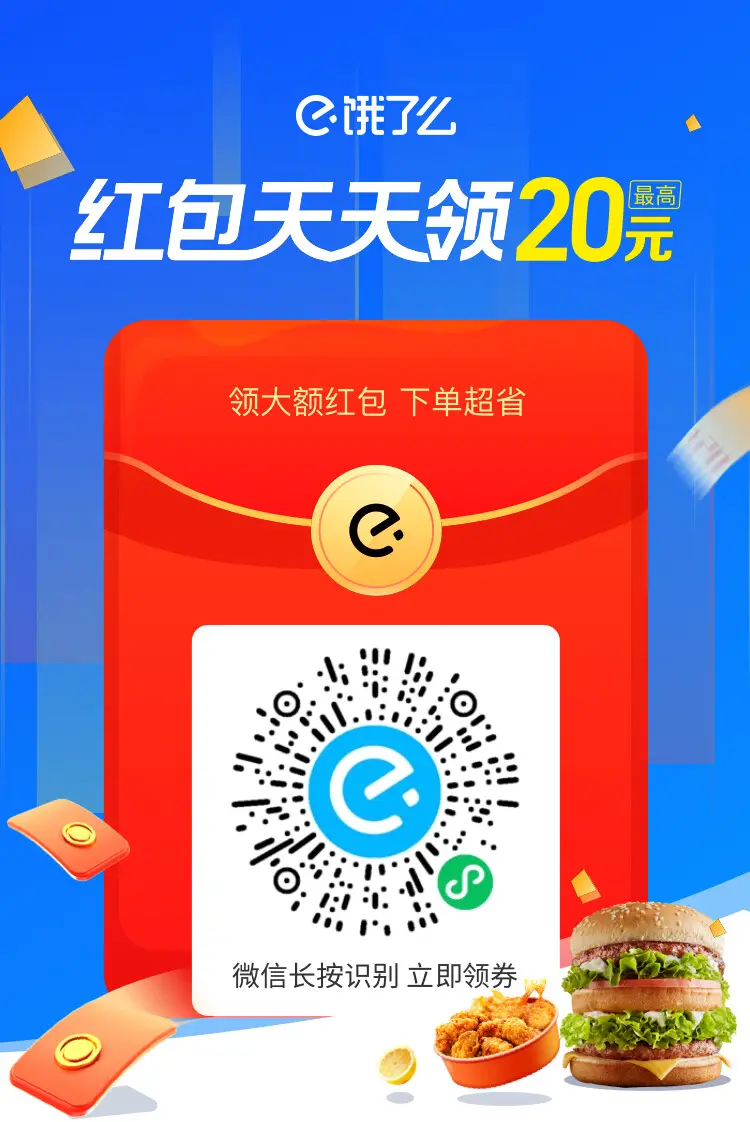 饿了么
红包天天领20元
最高
领大额红包 下单超省
微信长按识别 立即领券